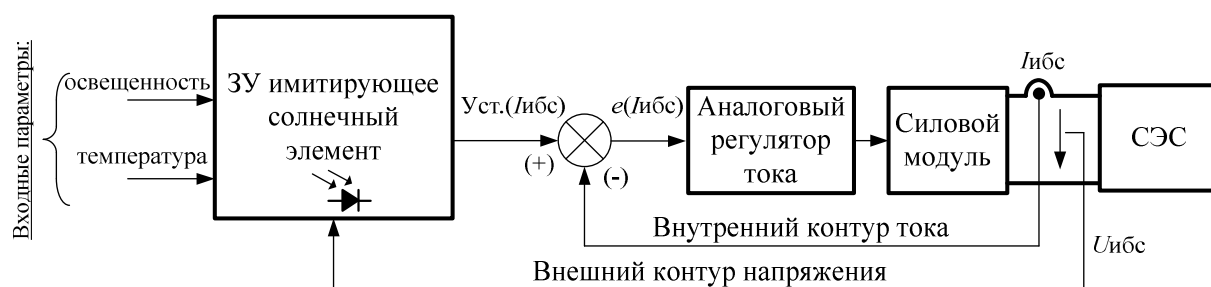 Входные параметры:
освещенность
температура
ЗУ имитирующее
солнечный
элемент
Уст.(Iибс)
(+)
(-)
e(Iибс)
Аналоговый
регулятор
тока
Силовой
модуль
Iибс
СЭС
Внутренний контур тока
Uибс
Внешний контур напряжения